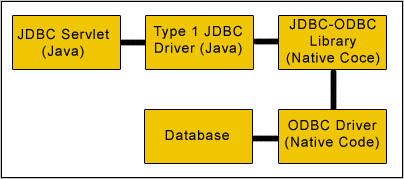 JDBC Servlet
(Java)
Type 1 JDBC
Driver (Java)
JDBC-ODBC
Library
(Native Coce)
Database
ODBC Driver
(Native Code)